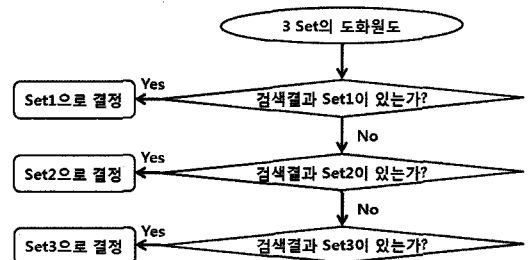 3 Set의 도화원도
Yes
Set1으로 결정
검색결과 Set1이 있는가?
No
Yes
Set2으로 결정
검색결과 Set2이 있는가?
No
Yes
Set3으로 결정
검색결과 Set3이 있는가?